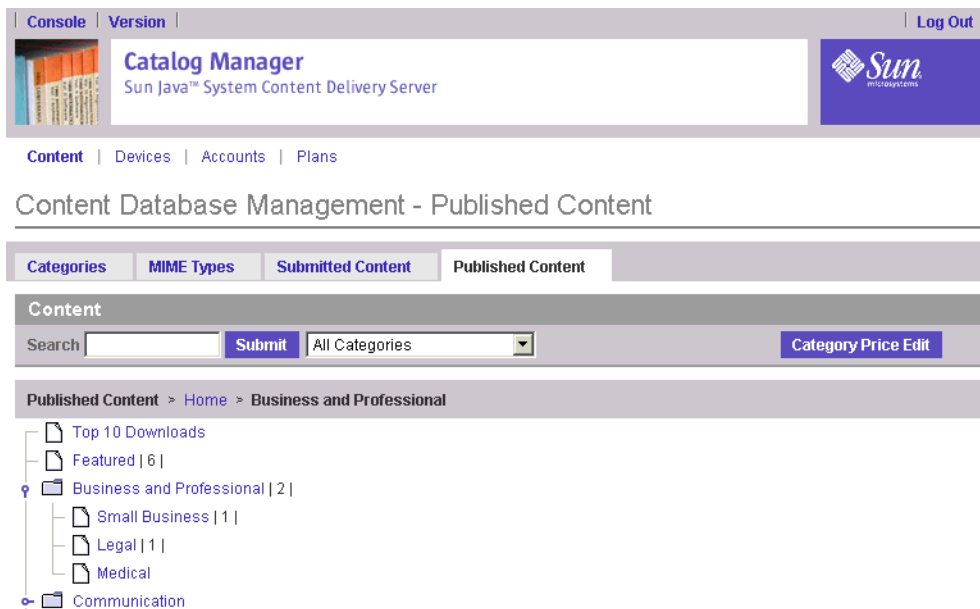 | Console | Version | | Log Out
Catalog Manager
Sun Java™ System Content Delivery Server
Sun
microsystems
Content | Devices | Accounts | Plans
Content Database Management - Published Content
Categories MIME Types Submitted Content Published Content
Content
Search Submit All Categories Category Price Edit
Published Content > Home > Business and Professional
Top 10 Downloads
Featured | 6 |
Business and Professional | 2 |
Small Business | 1 |
Legal | 1 |
Medical
Communication